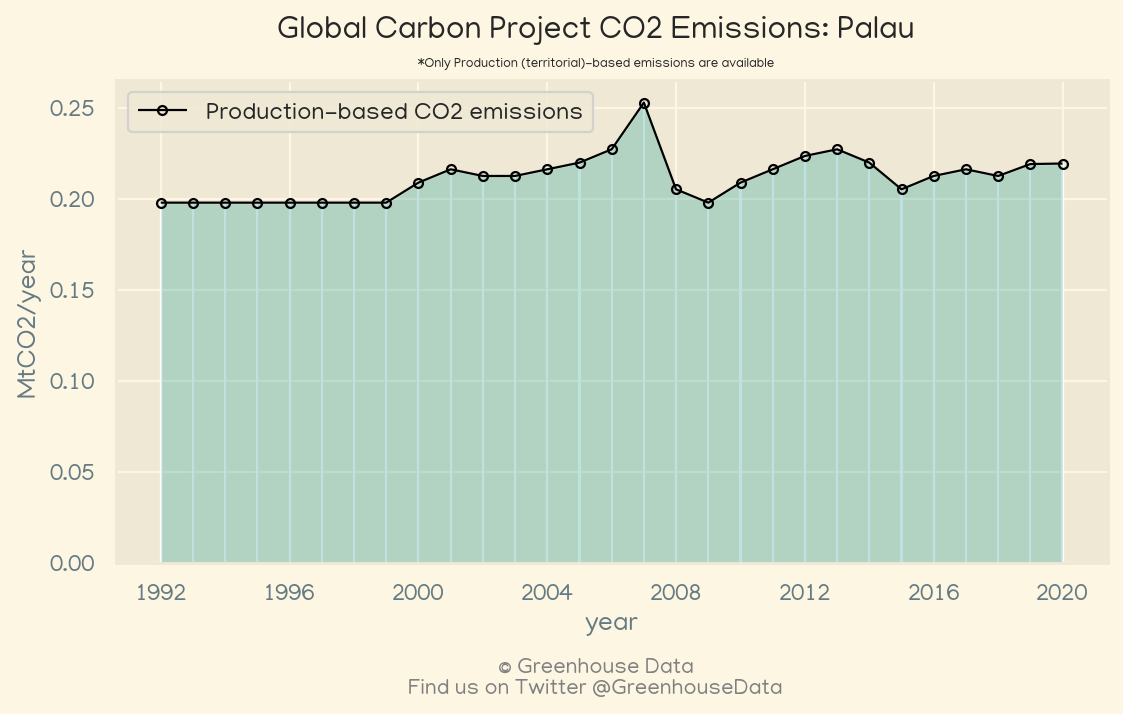 Global Carbon Project CO2 Emissions: Palau
*Only Production (territorial)-based emissions are available
Production-based CO2 emissions
0.25
0.20
0.15
0.10
0.05
0.00
MtCO2/year
1992 1996 2000 2004 2008 2012 2016 2020
year
© Greenhouse Data
Find us on Twitter @GreenhouseData